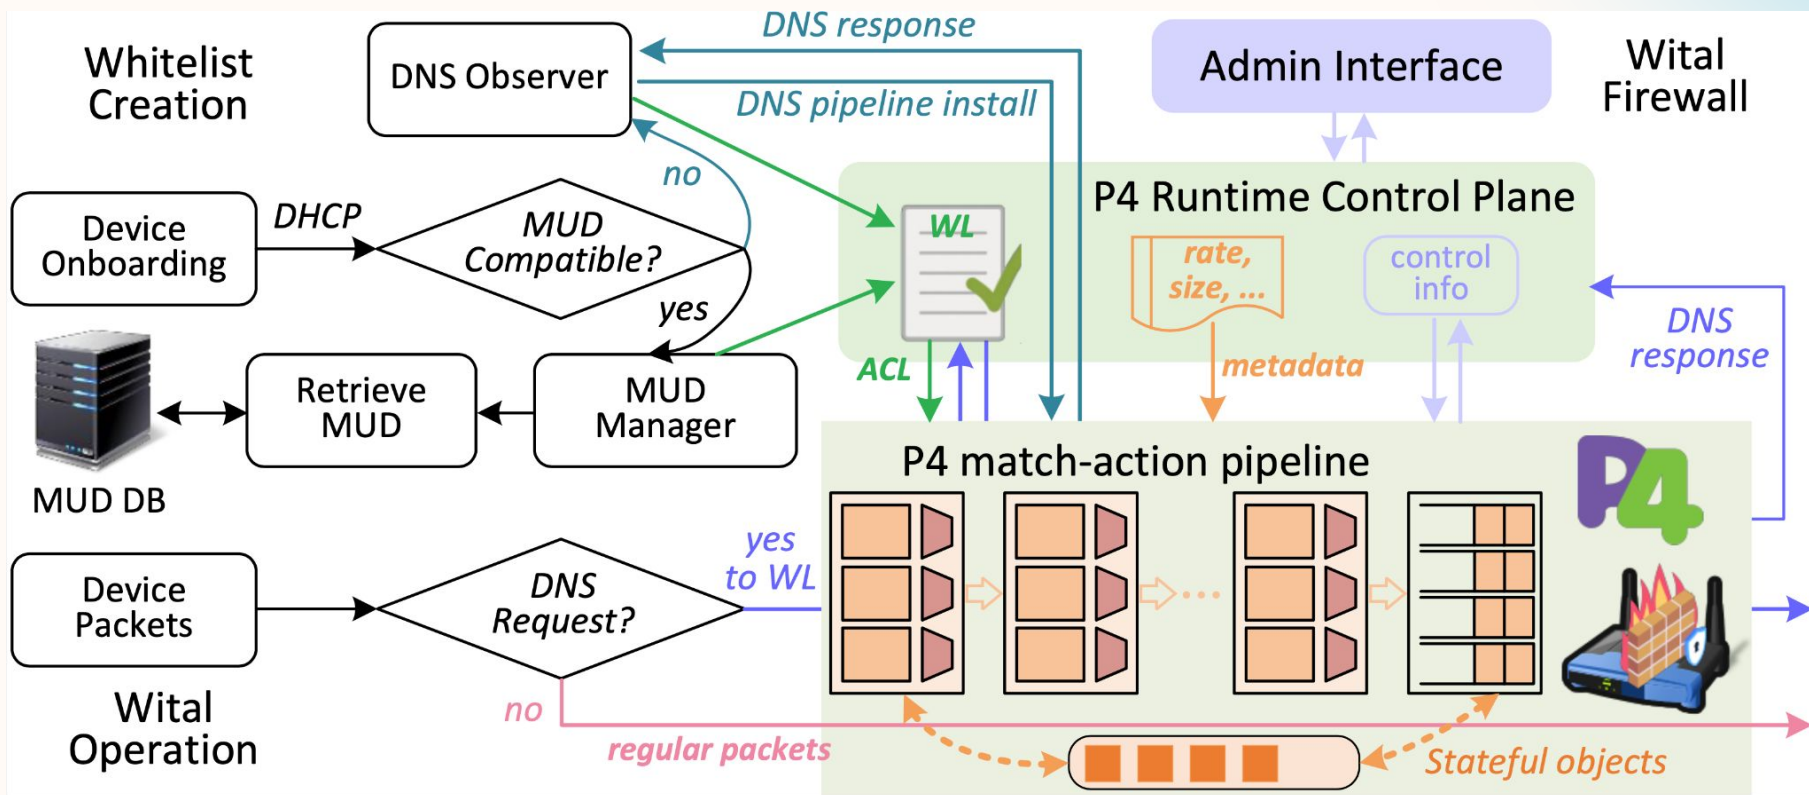 Whitelist
Creation
DNS Observer
DNS response
DNS pipeline install
Admin Interface
Wital
Firewall
no
Device
Onboarding
DHCP
MUD
Compatible?
yes
WL
P4 Runtime Control Plane
rate,
size, ...
control
info
DNS
response
ACL
metadata
MUD DB
Retrieve
MUD
MUD
Manager
P4 match-action pipeline
P4
Device
Packets
DNS
Request?
yes
to WL
...
no
regular packets
Stateful objects
Wital
Operation